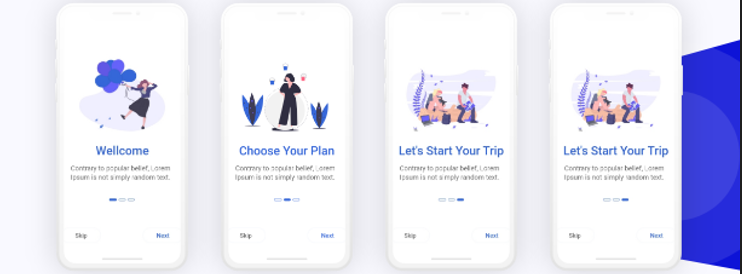 Wellcome
Contrary to popular belief, Lorem
Ipsum is not simply random text.
Skip
Next
Choose Your Plan
Contrary to popular belief, Lorem
Ipsum is not simply random text.
Skip
Next
Let's Start Your Trip
Contrary to popular belief, Lorem
Ipsum is not simply random text.
Skip
Next
Let's Start Your Trip
Contrary to popular belief, Lorem
Ipsum is not simply random text.
Skip
Next